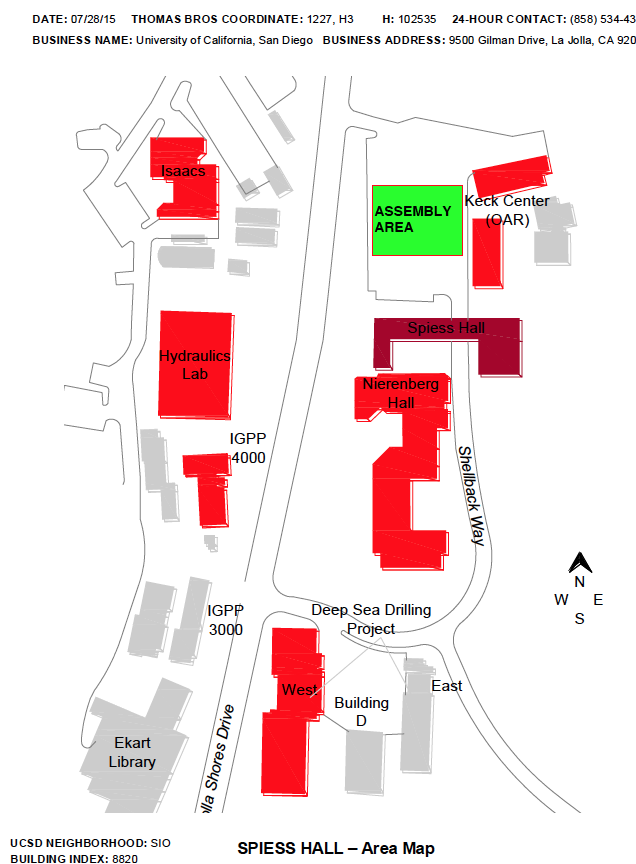 DATE: 07/28/15 THOMAS BROS COORDINATE: 1227, H3 H: 102535 24-HOUR CONTACT: (858) 534-43
BUSINESS NAME: University of California, San Diego BUSINESS ADDRESS: 9500 Gilman Drive, La Jolla, CA 920
Isaacs
ASSEMBLY
AREA
Keck Center
(OAR)
Spiess Hall
Hydraulics
Lab
Nierenberg
Hall
IGPP
4000
Shellback Way
N
W E
S
IGPP
3000
Deep Sea Drilling
Project
West
East
Building
D
Ekart
Library
olla Shores Drive
UCSD NEIGHBORHOOD: SIO
BUILDING INDEX: 8820
SPIESS HALL – Area Map